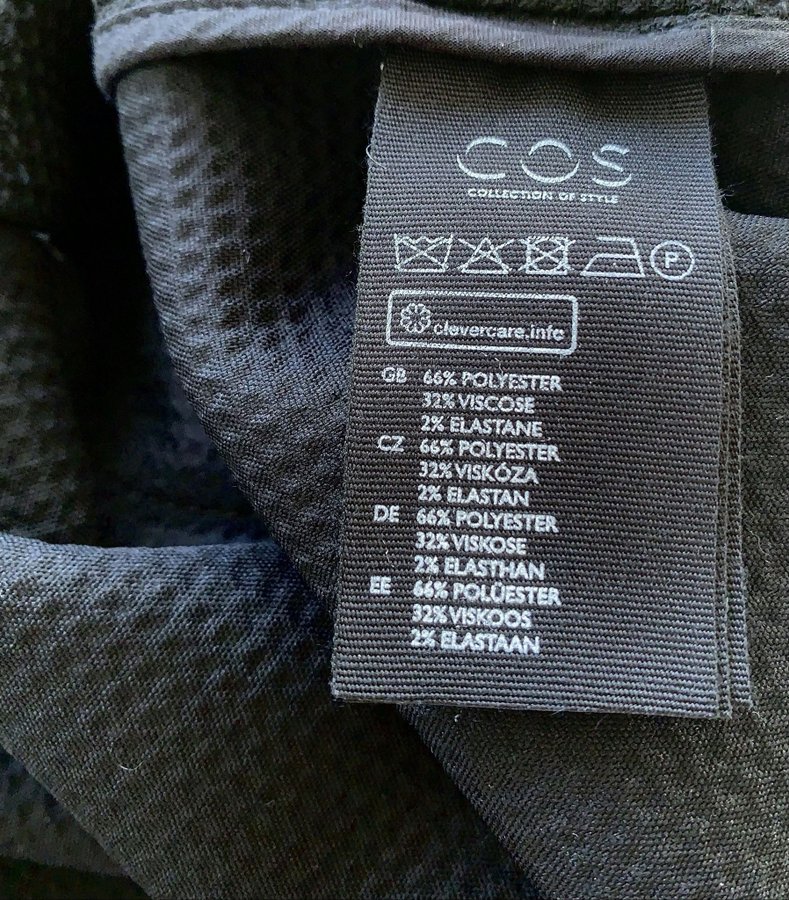 COS
COLLECTION OF STYLE
P
clevercare.info
GB 66% POLYESTER
32% VISCOSE
2% ELASTANE
CZ 66% POLYESTER
32% VISKÓZA
2% ELASTAN
DE 66% POLYESTER
32% VISKOSE
2% ELASTHAN
EE 66% POLÜESTER
32% VISKOOS
2% ELASTAAN